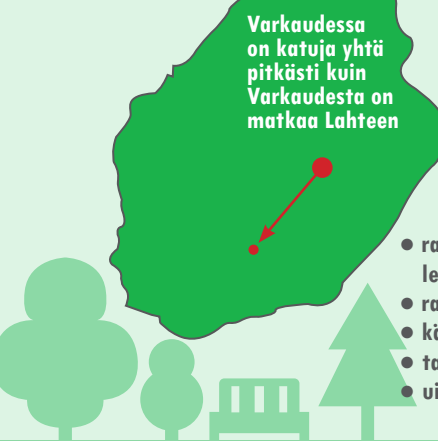 Varkaudessa
on katuja yhtä
pitkästi kuin
Varkaudesta on
matkaa Lahteen